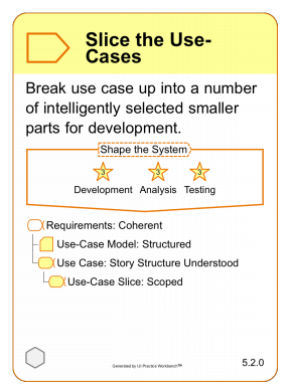 Slice the Use-
Cases
Break use case up into a number
of intelligently selected smaller
parts for development.
Shape the System
3 3 3
Development Analysis Testing
Requirements: Coherent
Use-Case Model: Structured
Use Case: Story Structure Understood
Use-Case Slice: Scoped
Generated by IJI Practice Workbench™
5.2.0